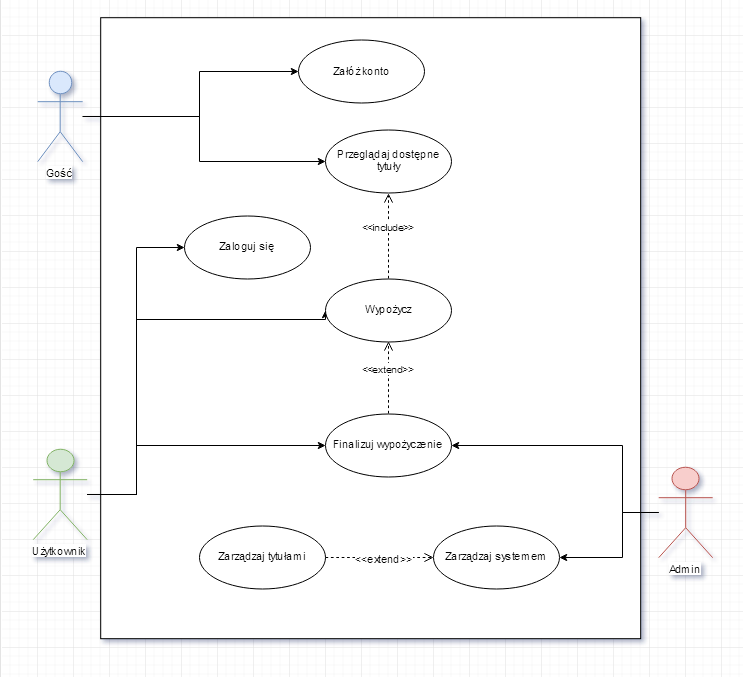 Załóż konto
Gość
Przeglądaj dostępne
tytuły
<<include>>
Zaloguj się
Wypożycz
<<extend>>
Finalizuj wypożyczenie
Użytkownik
Zarządzaj tytułami
<<extend>>
Zarządzaj systemem
Admin